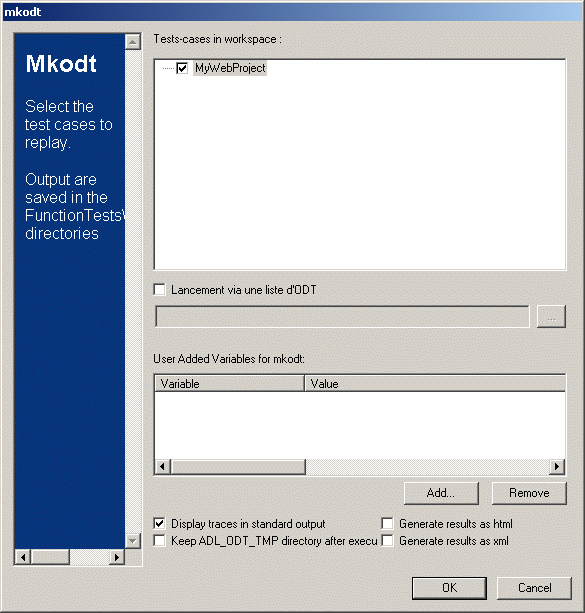 mkodt
Mkodt
Select the
test cases to
replay.
Output are
saved in the
FunctionTests\
directories
Tests-cases in workspace :
MyWebProject
Lancement via une liste d'ODT
...
User Added Variables for mkodt:
Variable Value
Add... Remove
Display traces in standard output Generate results as html
Keep ADL_ODT_TMP directory after execu Generate results as xml
OK Cancel